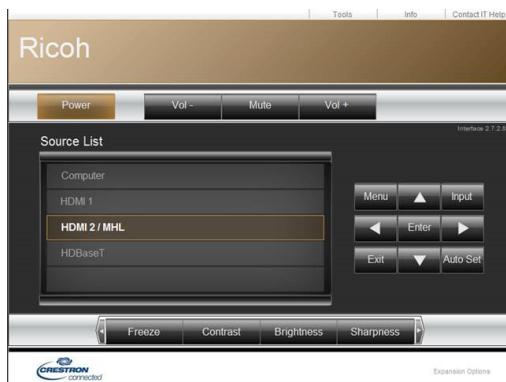 Tools Info Contact IT Help
Ricoh
Power Vol - Mute Vol +
Interface 2.7.2.8
Source List
Computer
HDMI 1
HDMI 2 / MHL
HDBaseT
Menu Input
Enter
Exit Auto Set
Freeze Contrast Brightness Sharpness
CRESTRON
connected
Expansion Options